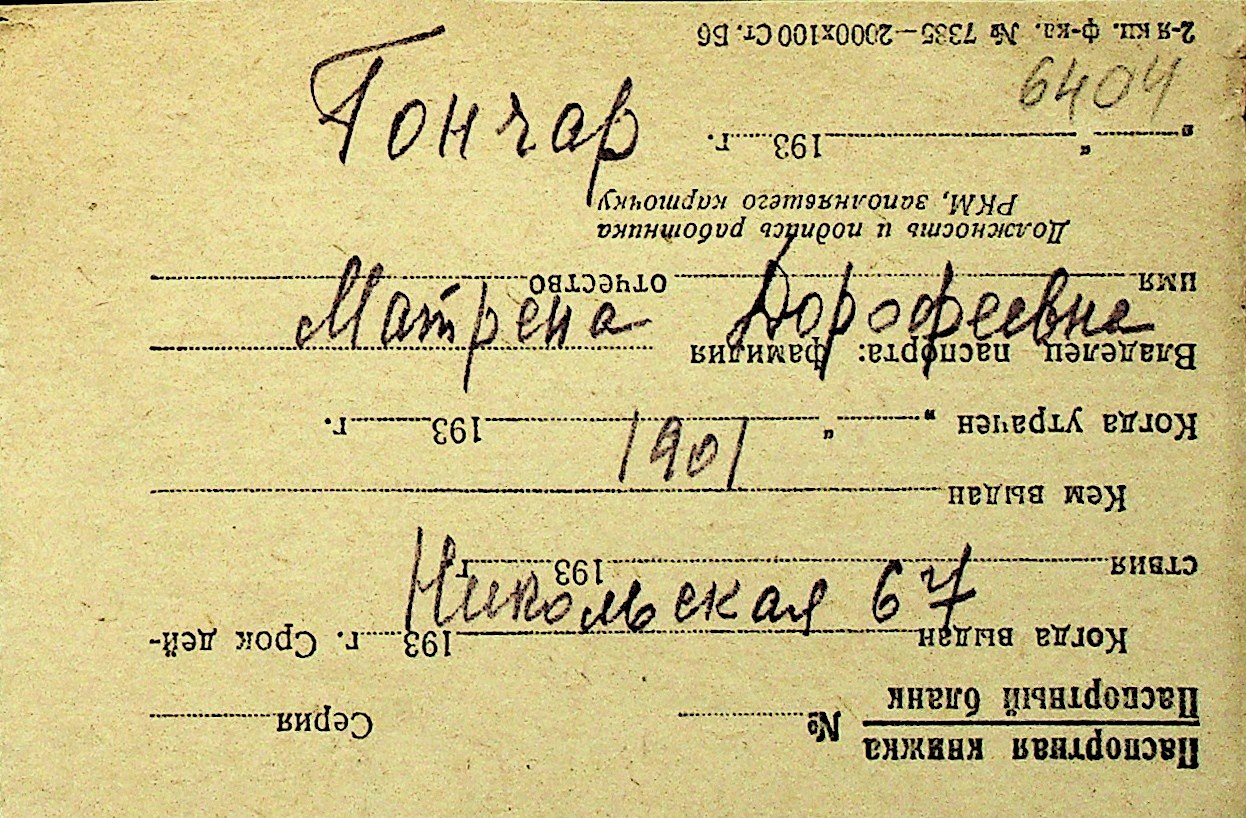 Гончар
Матрена Дорофеевна
1901
Никольская 67
6404
Паспортная книжка № Серия
Паспортный бланк
Когда выдан 193 г. Срок дей-
ствия 193 г.
Кем выдан
Когда утрачен „ “ 193 г.
Владелец паспорта: фамилия
имя отчество
Должность и подпись работника
РКМ, заполнявшего карточку
„ “ 193 г.
2-я кн. ф-ка. № 7335—2000х100 Ст. Вб